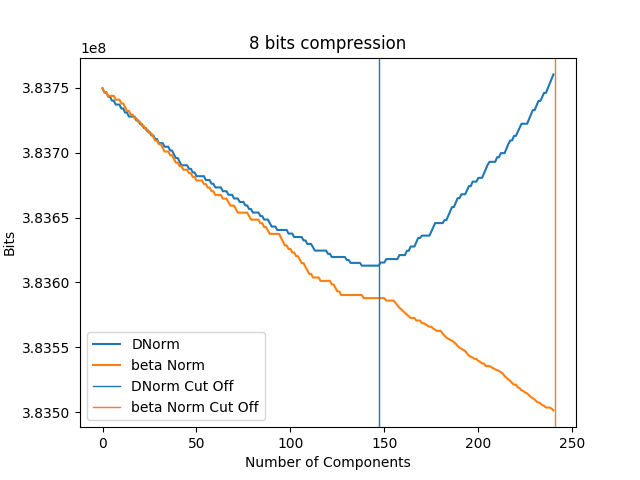 8 bits compression
1e8
3.8375
3.8370
3.8365
3.8360
3.8355
3.8350
Bits
DNorm
beta Norm
DNorm Cut Off
beta Norm Cut Off
0 50 100 150 200 250
Number of Components